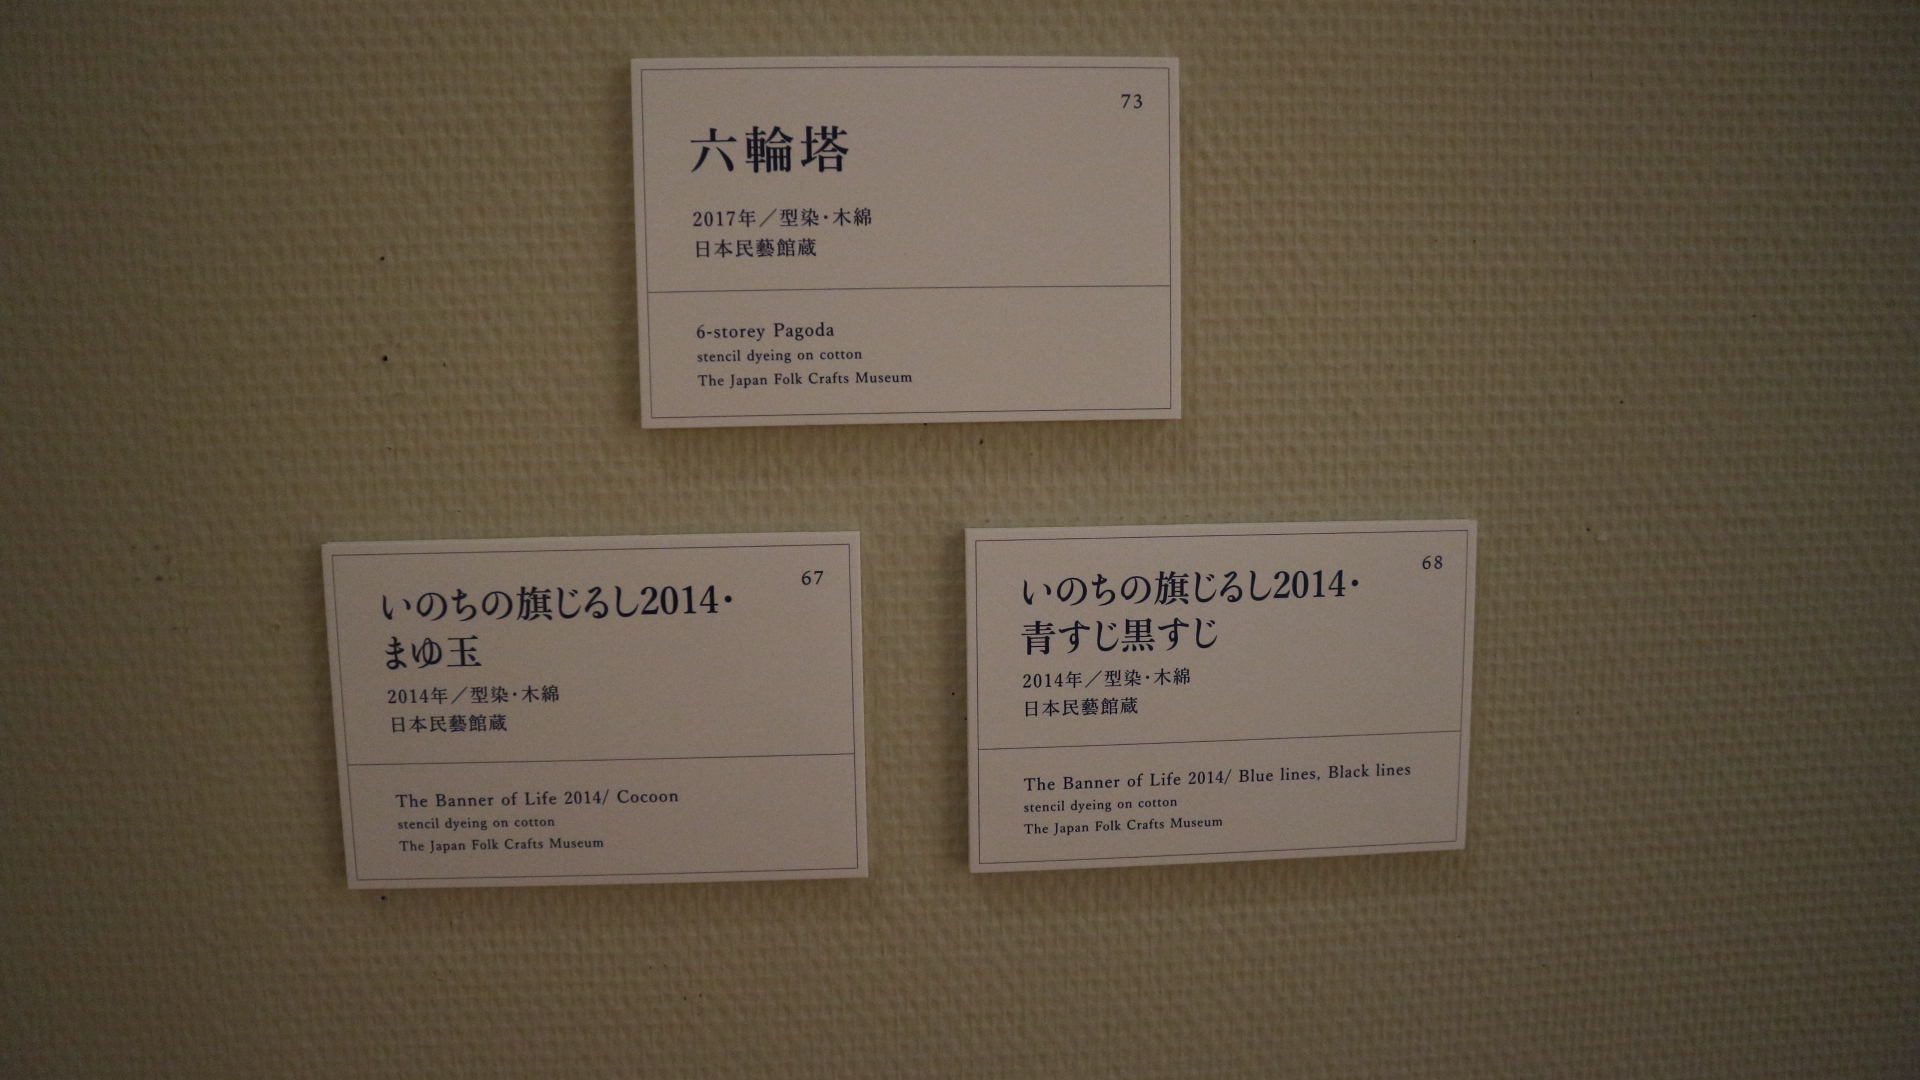 73
六輪塔
2017年／型染・木綿
日本民藝館蔵
6-storey Pagoda
stencil dyeing on cotton
The Japan Folk Crafts Museum
67
いのちの旗じるし2014・
まゆ玉
2014年／型染・木綿
日本民藝館蔵
The Banner of Life 2014/ Cocoon
stencil dyeing on cotton
The Japan Folk Crafts Museum
68
いのちの旗じるし2014・
青すじ黒すじ
2014年／型染・木綿
日本民藝館蔵
The Banner of Life 2014/ Blue lines, Black lines
stencil dyeing on cotton
The Japan Folk Crafts Museum